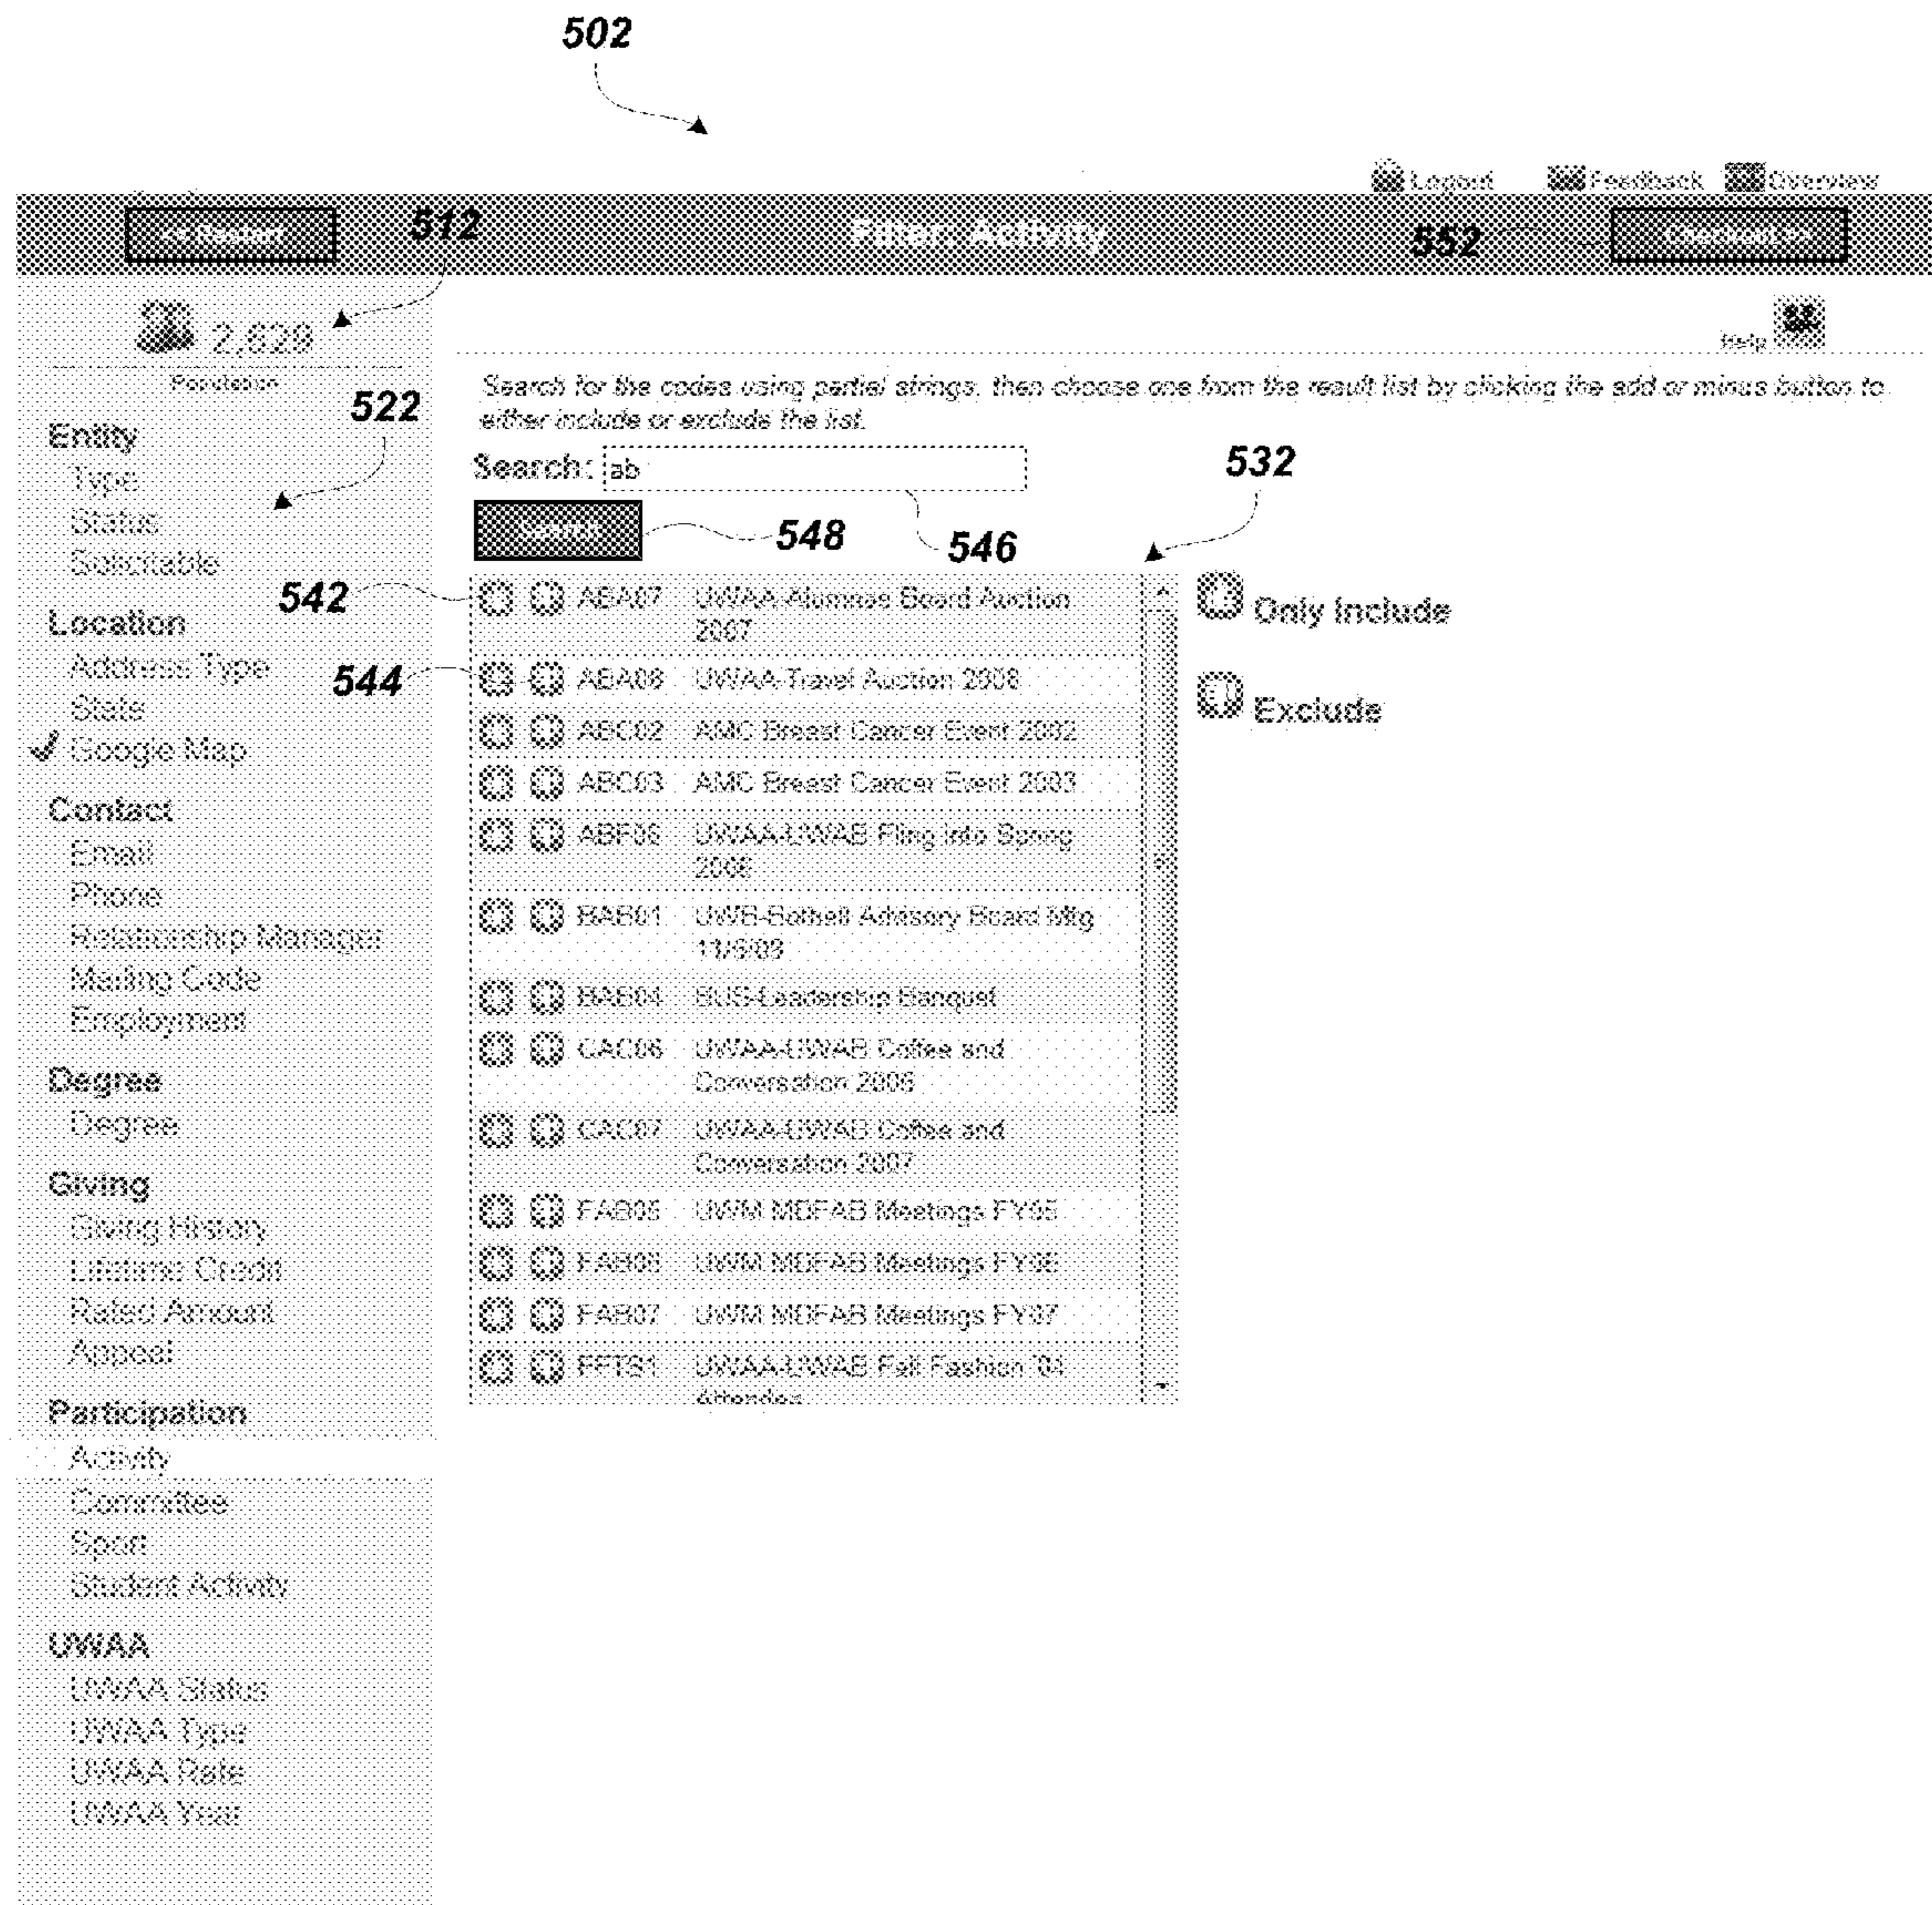 502
Logout Feedback Overview
<< Restart 512 Filter: Activity 552 Checkout >>
2,629
Help
Population
522
Search for the codes using partial strings, then choose one from the result list by clicking the add or minus button to
either include or exclude the list.
Entity
Type
Status
Solicitable
Location
Address Type
State
Google Map
Contact
Email
Phone
Relationship Manager
Mailing Code
Employment
Degree
Degree
Giving
Giving History
Lifetime Credit
Rated Amount
Appeal
Participation
Activity
Committee
Sport
Student Activity
UWAA
UWAA Status
UWAA Type
UWAA Rate
UWAA Year
Search: ab
532
Search 548 546
542
544
ABA07 UWAA-Alumnae Board Auction
2007
ABA08 UWAA-Travel Auction 2008
ABC02 AMC Breast Cancer Event 2002
ABC03 AMC Breast Cancer Event 2003
ABF06 UWAA-UWAB Fling into Spring
2006
BAB01 UWB-Bothell Advisory Board Mtg
BAB04 BUS-Leadership Banquet
CAC06 UWAA-UWAB Coffee and
Conversation 2006
CAC07 UWAA-UWAB Coffee and
Conversation 2007
FAB05 UWM MDFAB Meetings FY05
FAB06 UWM MDFAB Meetings FY06
FAB07 UWM MDFAB Meetings FY07
UWAA-UWAB Fall Fashion '04
Attendee
Only Include
Exclude